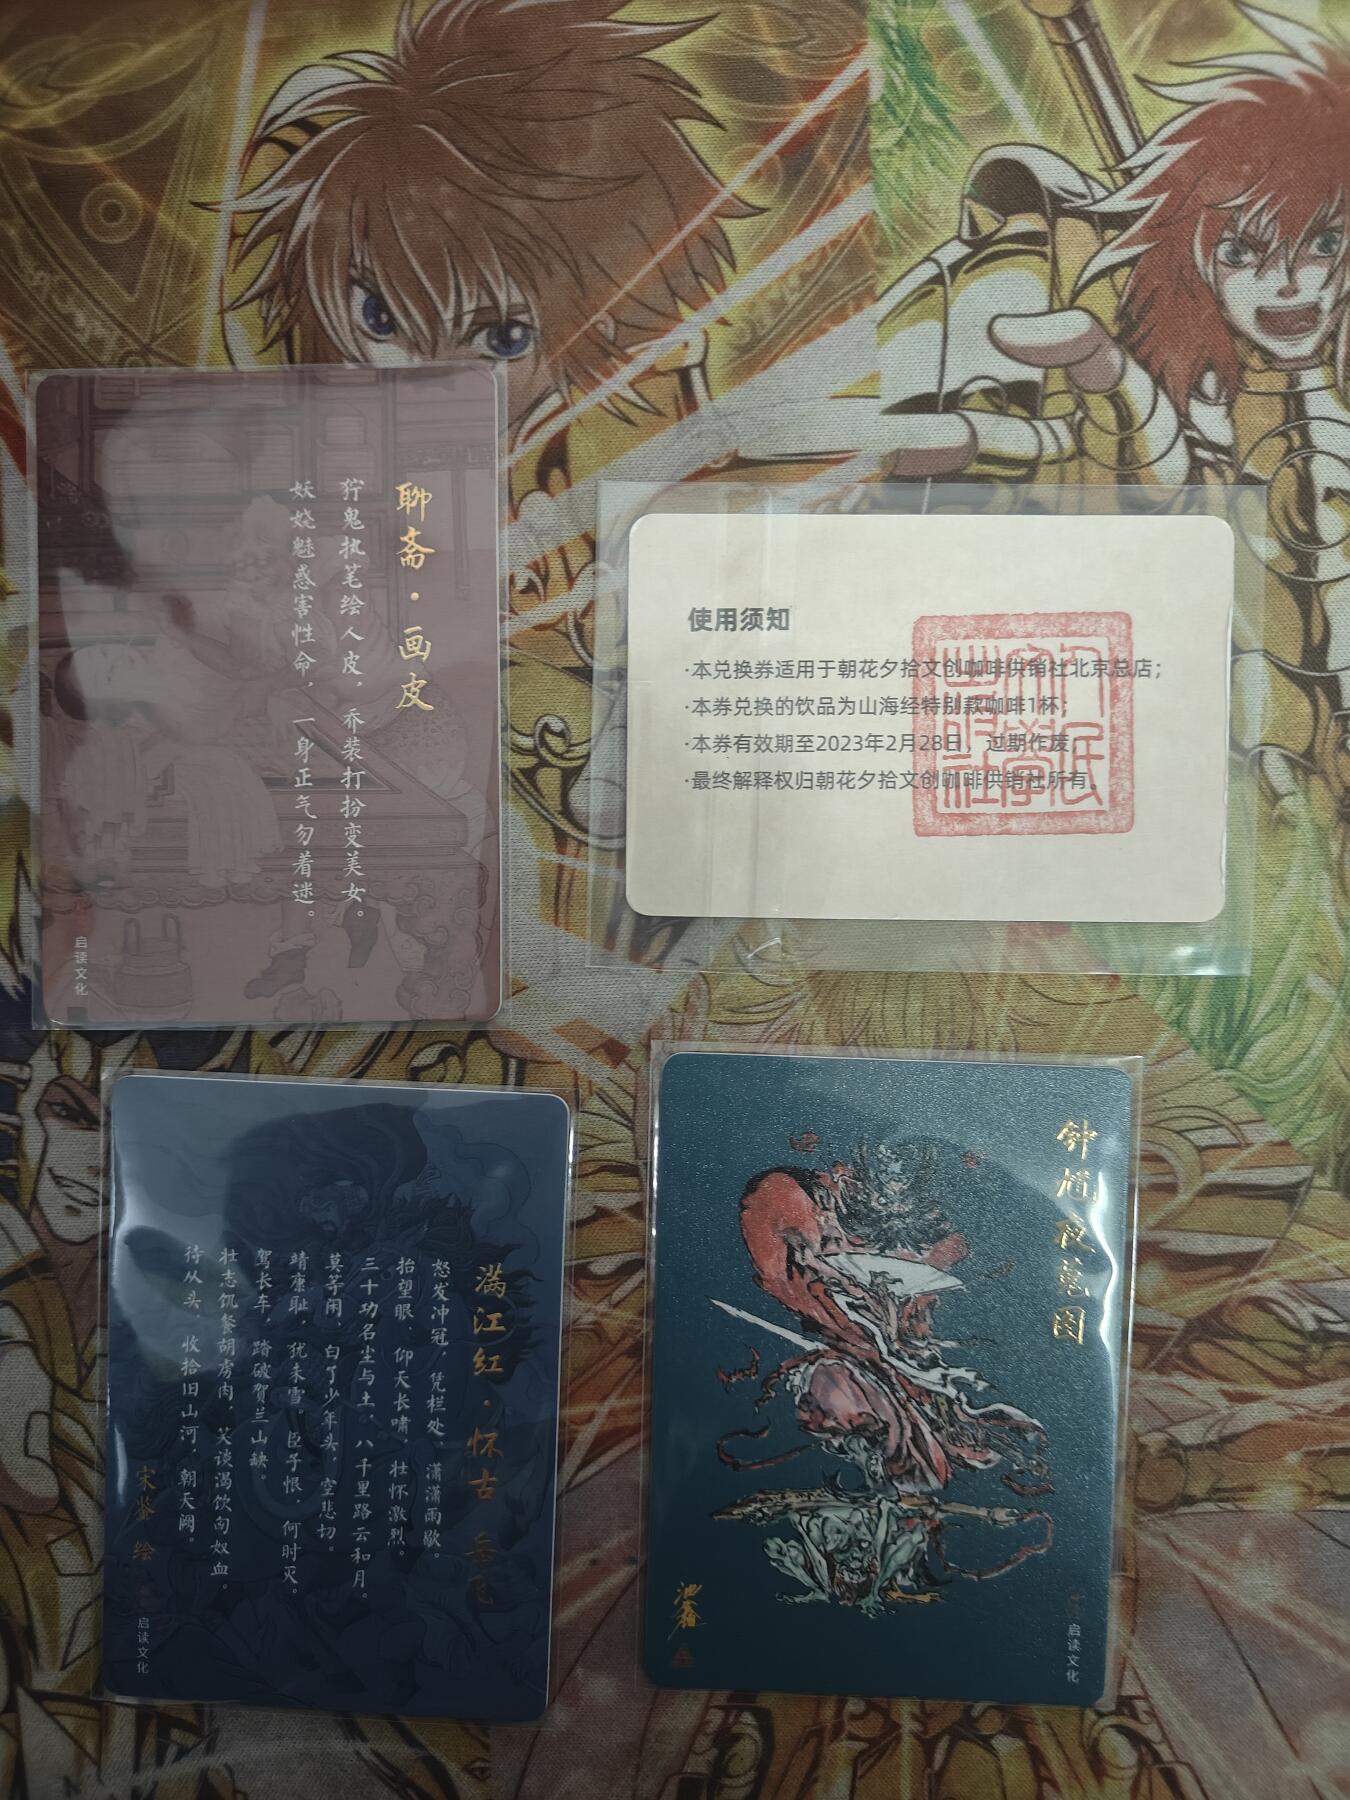 聊斋·画皮
狞鬼执笔绘人皮，乔装打扮变美女。
妖娆魅惑害性命，一身正气勿着迷。
启读文化
使用须知
·本兑换券适用于朝花夕拾文创咖啡供销社北京总店；
·本券兑换的饮品为山海经特别款咖啡1杯；
·本券有效期至2023年2月28日，过期作废；
·最终解释权归朝花夕拾文创咖啡供销社所有。
人民文学出版社
满江红·怀古 岳飞
怒发冲冠，凭栏处、潇潇雨歇。
抬望眼、仰天长啸，壮怀激烈。
三十功名尘与土，八千里路云和月。
莫等闲、白了少年头，空悲切。
靖康耻，犹未雪。臣子恨，何时灭。
驾长车，踏破贺兰山缺。
壮志饥餐胡虏肉，笑谈渴饮匈奴血。
待从头、收拾旧山河，朝天阙。
宋鉴 绘
启读文化
钟馗夜宴图
启读文化